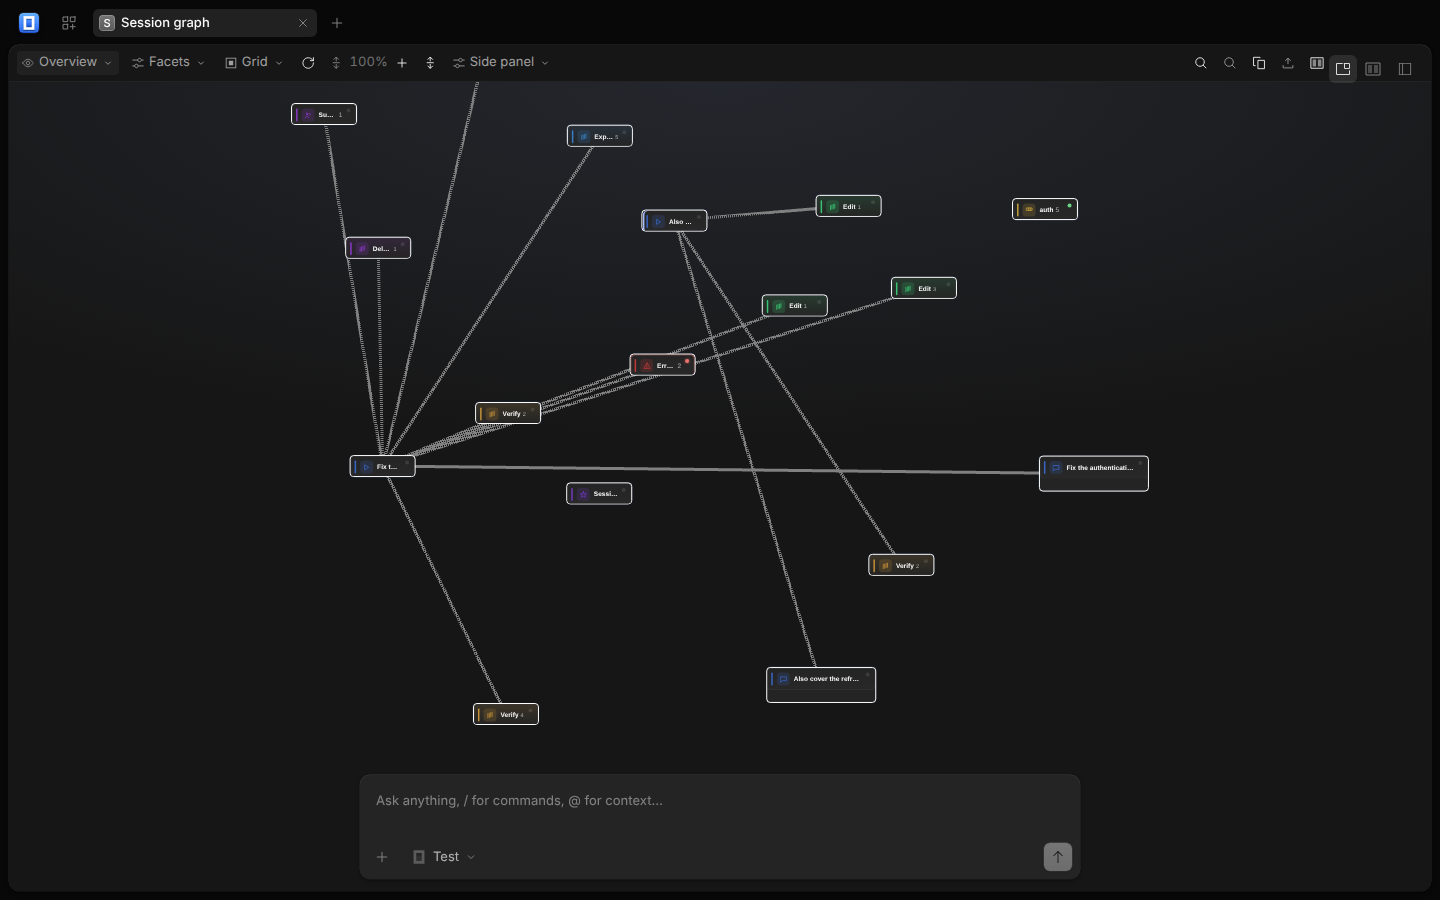 S Session graph
Overview Facets Grid 100% Side panel
Su... 1
Exp... 8
Edit 1
Also ...
auth 5
Del... 1
Edit 3
Edit 1
Err... 2
Verify 2
Fix t...
Fix the authenticati...
Sessi...
Verify 2
Also cover the refr...
Verify 4
Ask anything, / for commands, @ for context...
Test